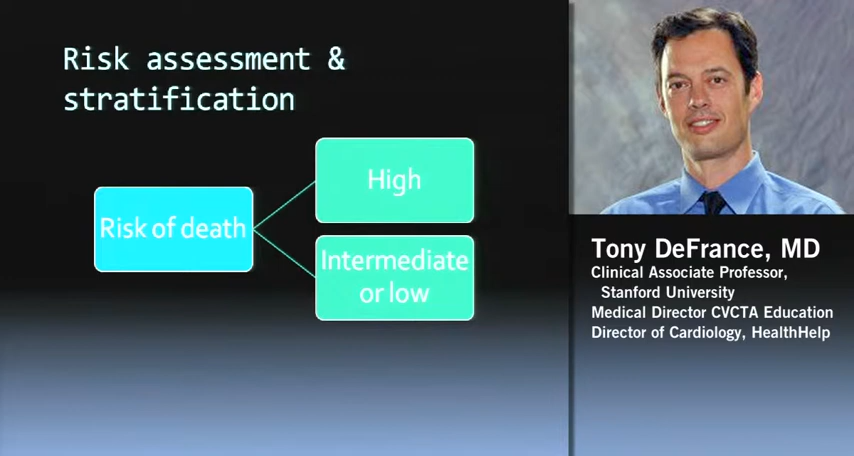 Risk assessment &
stratification
Risk of death
High
Intermediate
or low
Tony DeFrance, MD
Clinical Associate Professor,
Stanford University
Medical Director CVCTA Education
Director of Cardiology, HealthHelp